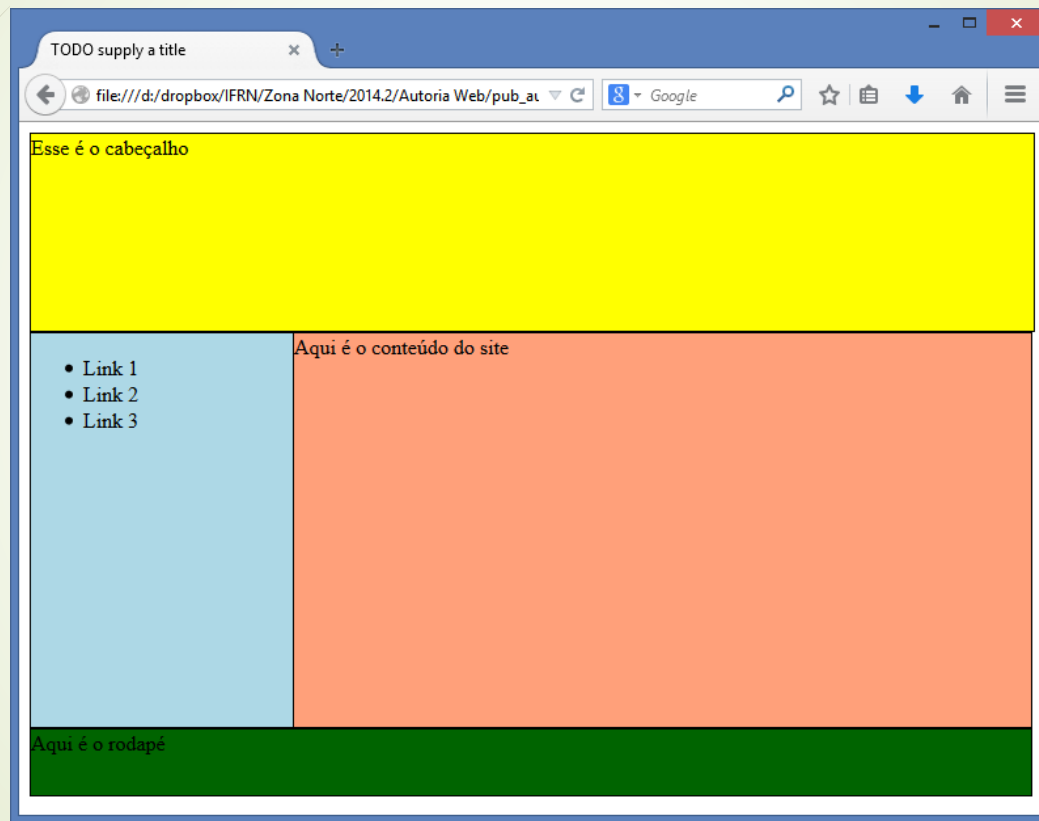 TODO supply a title
file:///d:/dropbox/IFRN/Zona Norte/2014.2/Autoria Web/pub_au
Google
Esse é o cabeçalho
Link 1
Link 2
Link 3
Aqui é o conteúdo do site
Aqui é o rodapé